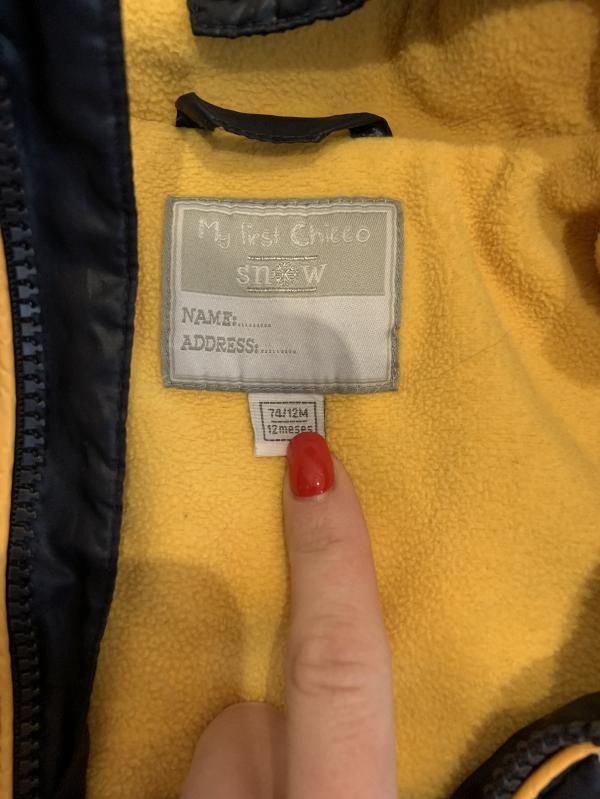 My first Chicco
snow
NAME:.........
ADDRESS:.........
74/12M
12meses